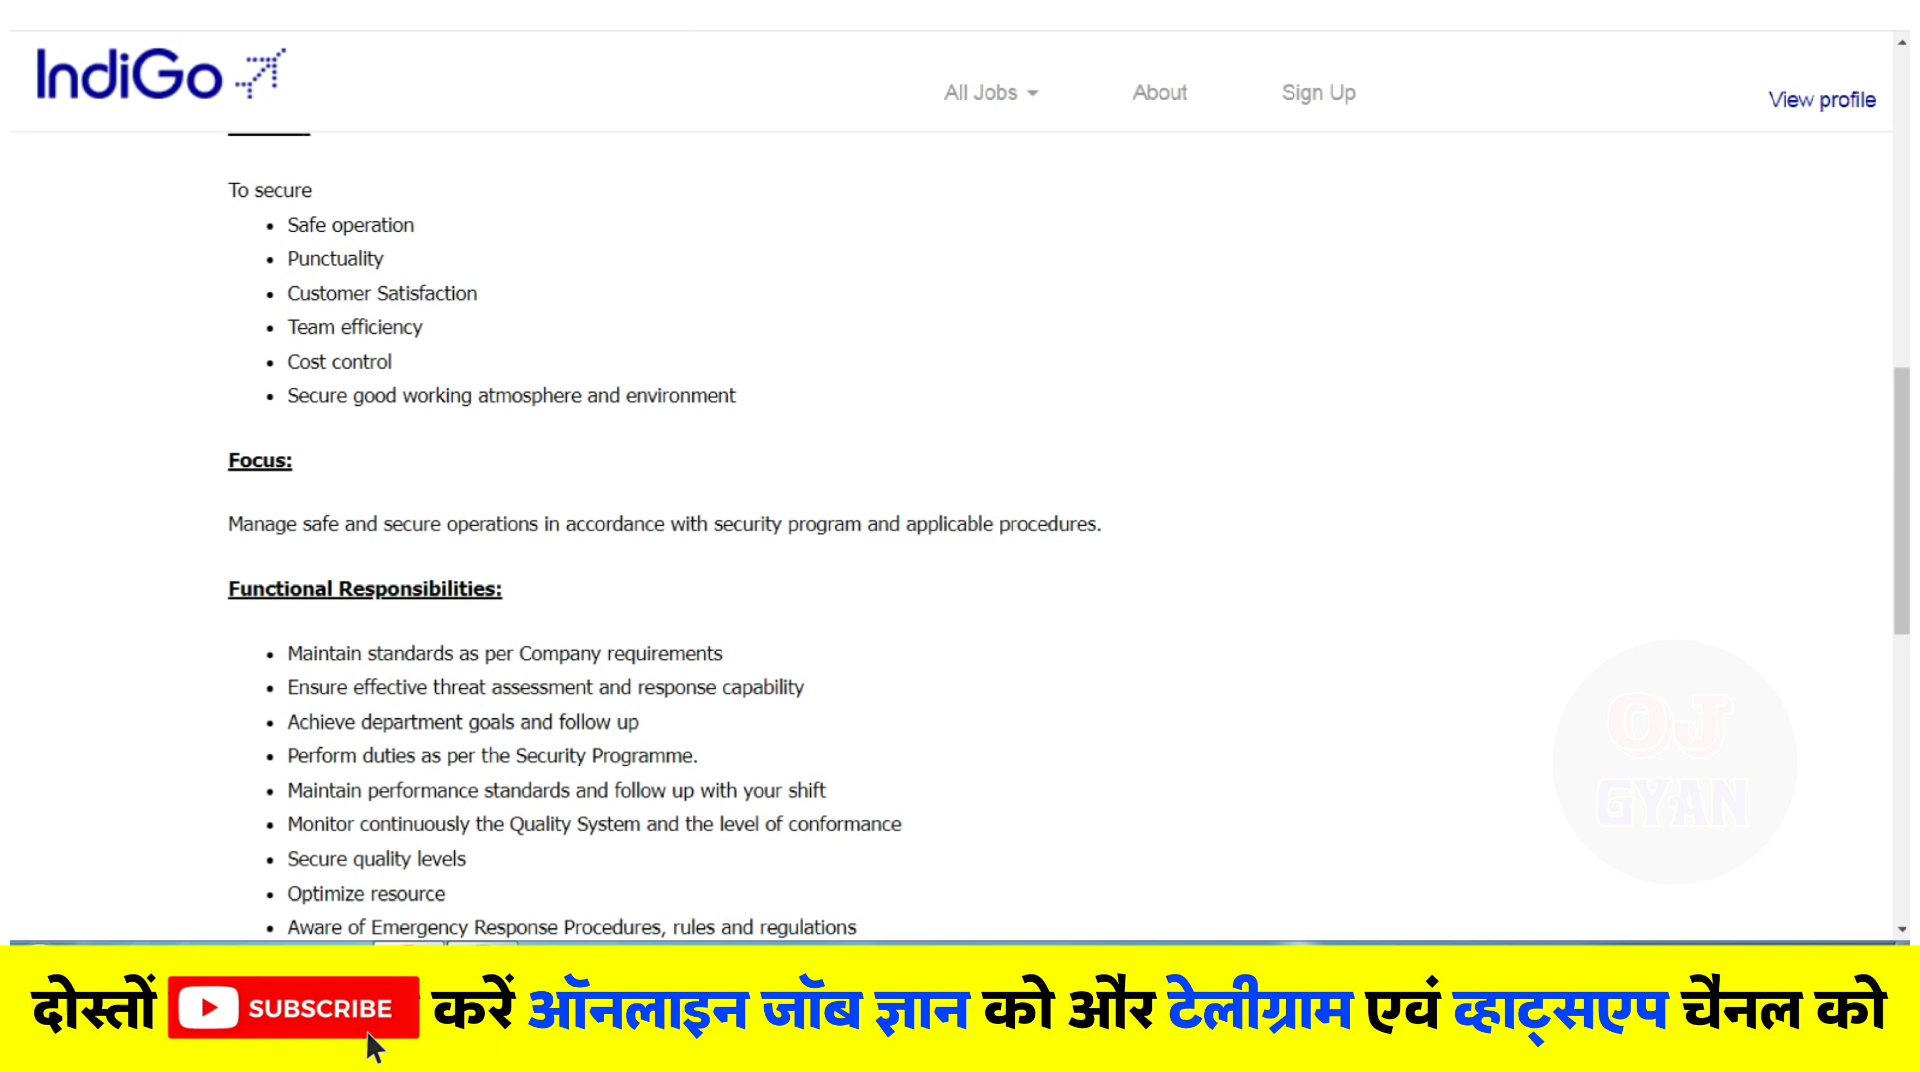 IndiGo
All Jobs
About
Sign Up
View profile
To secure
Safe operation
Punctuality
Customer Satisfaction
Team efficiency
Cost control
Secure good working atmosphere and environment
Focus:
Manage safe and secure operations in accordance with security program and applicable procedures.
Functional Responsibilities:
Maintain standards as per Company requirements
Ensure effective threat assessment and response capability
Achieve department goals and follow up
Perform duties as per the Security Programme.
Maintain performance standards and follow up with your shift
Monitor continuously the Quality System and the level of conformance
Secure quality levels
Optimize resource
Aware of Emergency Response Procedures, rules and regulations
OJ
GYAN
दोस्तों SUBSCRIBE करें ऑनलाइन जॉब ज्ञान को और टेलीग्राम एवं व्हाट्सएप चैनल को